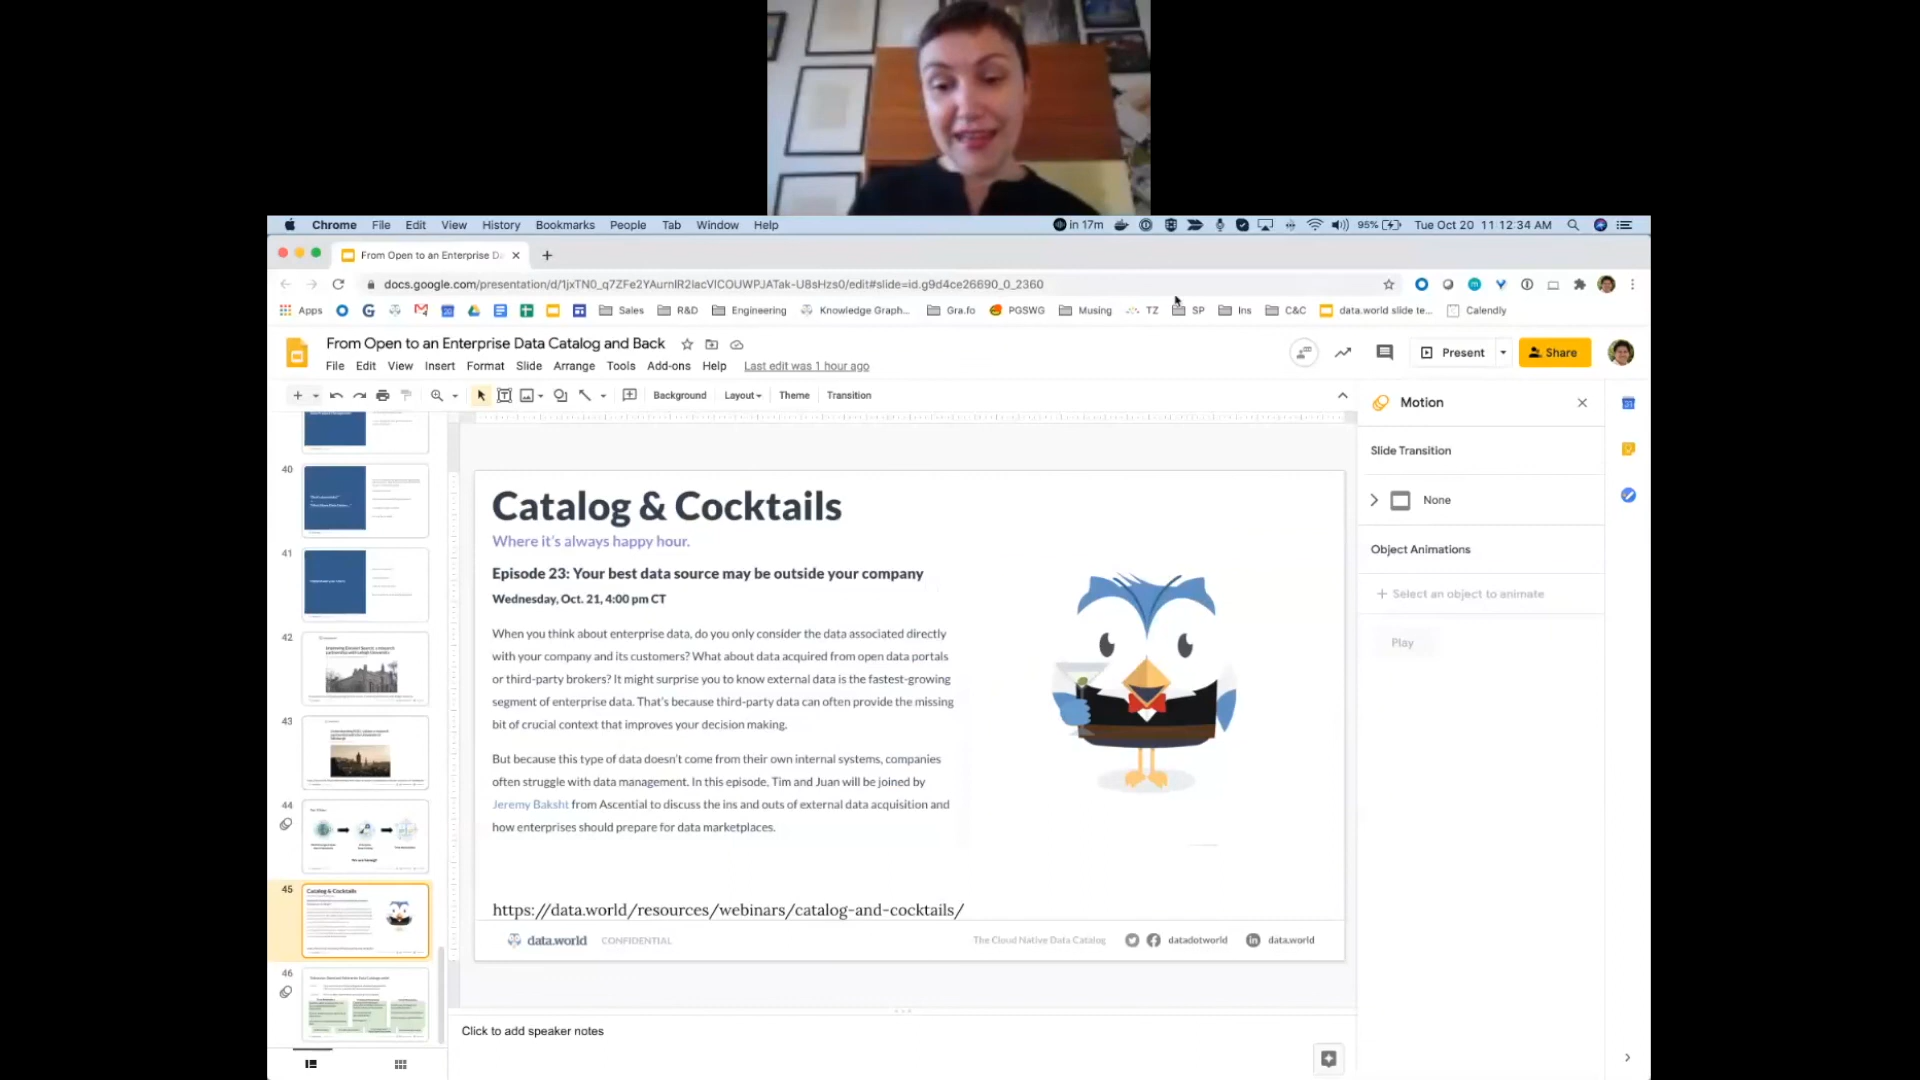 Chrome File Edit View History Bookmarks People Tab Window Help
in 17m 95% Tue Oct 20 11:12:34 AM
From Open to an Enterprise Da
docs.google.com/presentation/d/1jxTN0_q7ZFe2YAurnlR2lacVlCOUWPJATak-U8sHzs0/edit#slide=id.g9d4ce26690_0_2360
Apps Sales R&D Engineering Knowledge Graph... Gra.fo PGSWG Musing TZ SP Ins C&C data.world slide te... Calendly
From Open to an Enterprise Data Catalog and Back
File Edit View Insert Format Slide Arrange Tools Add-ons Help Last edit was 1 hour ago
Present Share
Background Layout Theme Transition
Motion
Slide Transition
None
Object Animations
+ Select an object to animate
Play
40
41
42
43
44
45
46
Catalog & Cocktails
Where it's always happy hour.
Episode 23: Your best data source may be outside your company
Wednesday, Oct. 21, 4:00 pm CT
When you think about enterprise data, do you only consider the data associated directly
with your company and its customers? What about data acquired from open data portals
or third-party brokers? It might surprise you to know external data is the fastest-growing
segment of enterprise data. That's because third-party data can often provide the missing
bit of crucial context that improves your decision making.
But because this type of data doesn't come from their own internal systems, companies
often struggle with data management. In this episode, Tim and Juan will be joined by
Jeremy Baksht from Ascential to discuss the ins and outs of external data acquisition and
how enterprises should prepare for data marketplaces.
https://data.world/resources/webinars/catalog-and-cocktails/
data.world CONFIDENTIAL The Cloud Native Data Catalog datadotworld data.world
Click to add speaker notes